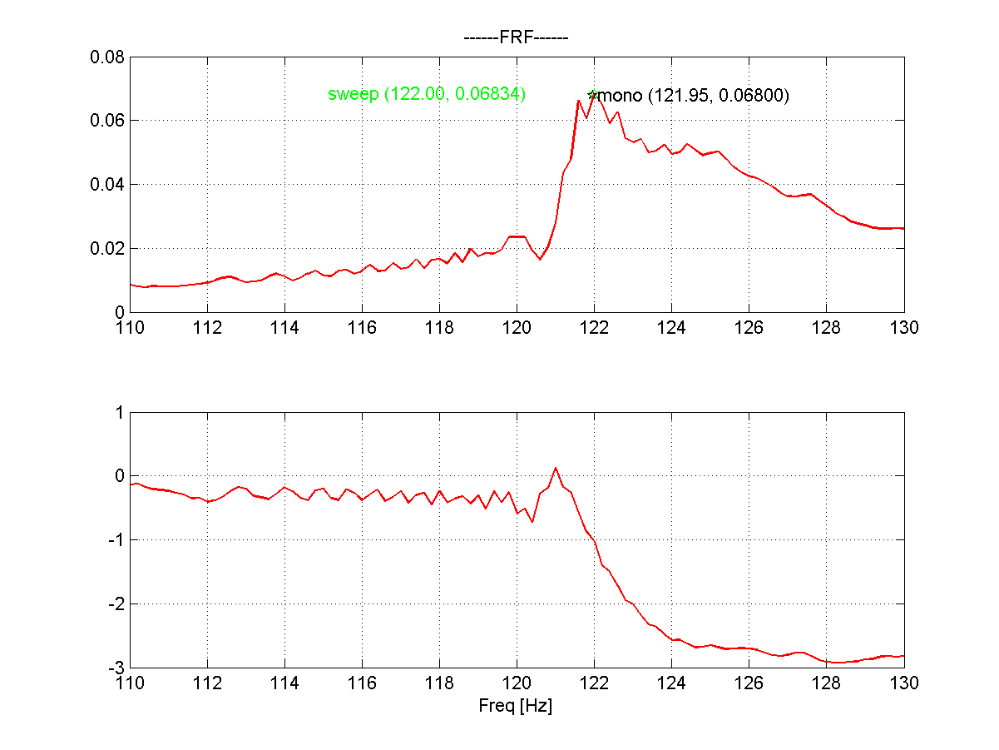 ------FRF------
0.08
sweep (122.00, 0.06834)
mono (121.95, 0.06800)
0.06
0.04
0.02
0
110 112 114 116 118 120 122 124 126 128 130
1
0
-1
-2
-3
110 112 114 116 118 120 122 124 126 128 130
Freq [Hz]